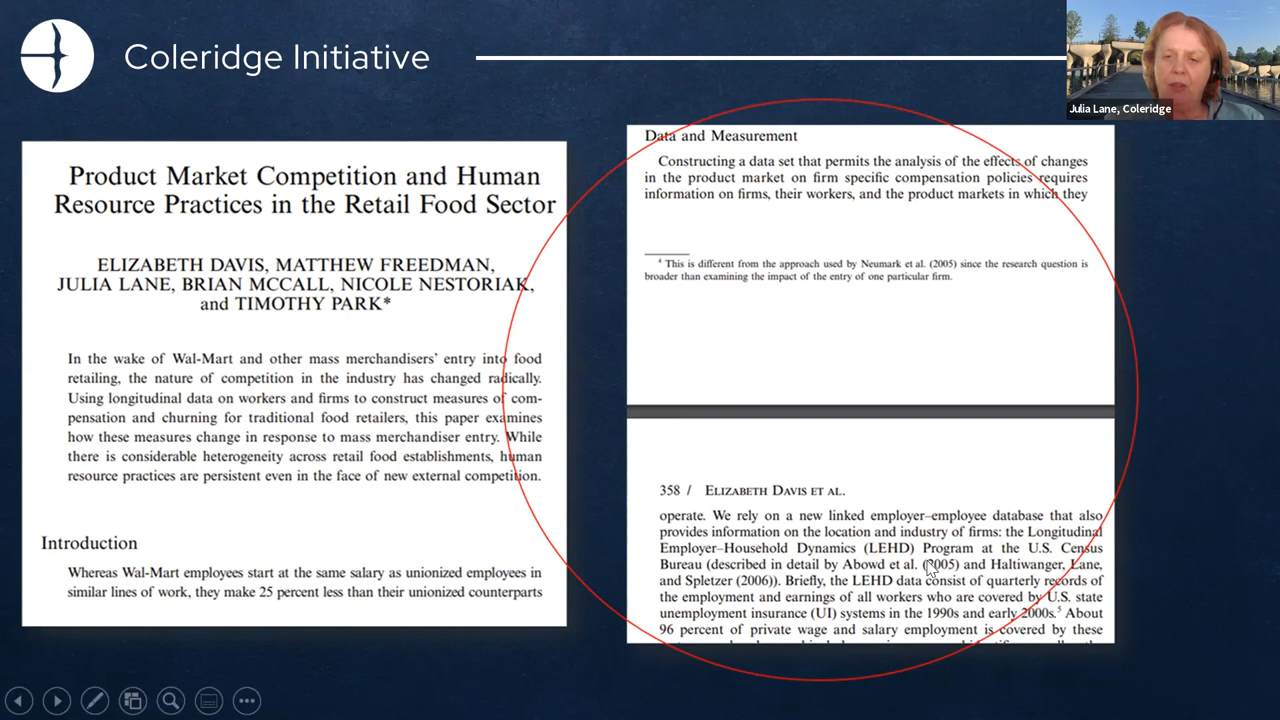 Coleridge Initiative
Julia Lane, Coleridge
Product Market Competition and Human
Resource Practices in the Retail Food Sector
ELIZABETH DAVIS, MATTHEW FREEDMAN,
JULIA LANE, BRIAN MCCALL, NICOLE NESTORIAK,
and TIMOTHY PARK*
In the wake of Wal-Mart and other mass merchandisers' entry into food
retailing, the nature of competition in the industry has changed radically.
Using longitudinal data on workers and firms to construct measures of com-
pensation and churning for traditional food retailers, this paper examines
how these measures change in response to mass merchandiser entry. While
there is considerable heterogeneity across retail food establishments, human
resource practices are persistent even in the face of new external competition.
Introduction
Whereas Wal-Mart employees start at the same salary as unionized employees in
similar lines of work, they make 25 percent less than their unionized counterparts
Data and Measurement
Constructing a data set that permits the analysis of the effects of changes
in the product market on firm specific compensation policies requires
information on firms, their workers, and the product markets in which they
4 This is different from the approach used by Neumark et al. (2005) since the research question is
broader than examining the impact of the entry of one particular firm.
358 / ELIZABETH DAVIS ET AL.
operate. We rely on a new linked employer–employee database that also
provides information on the location and industry of firms: the Longitudinal
Employer–Household Dynamics (LEHD) Program at the U.S. Census
Bureau (described in detail by Abowd et al. (2005) and Haltiwanger, Lane,
and Spletzer (2006)). Briefly, the LEHD data consist of quarterly records of
the employment and earnings of all workers who are covered by U.S. state
unemployment insurance (UI) systems in the 1990s and early 2000s.5 About
96 percent of private wage and salary employment is covered by these